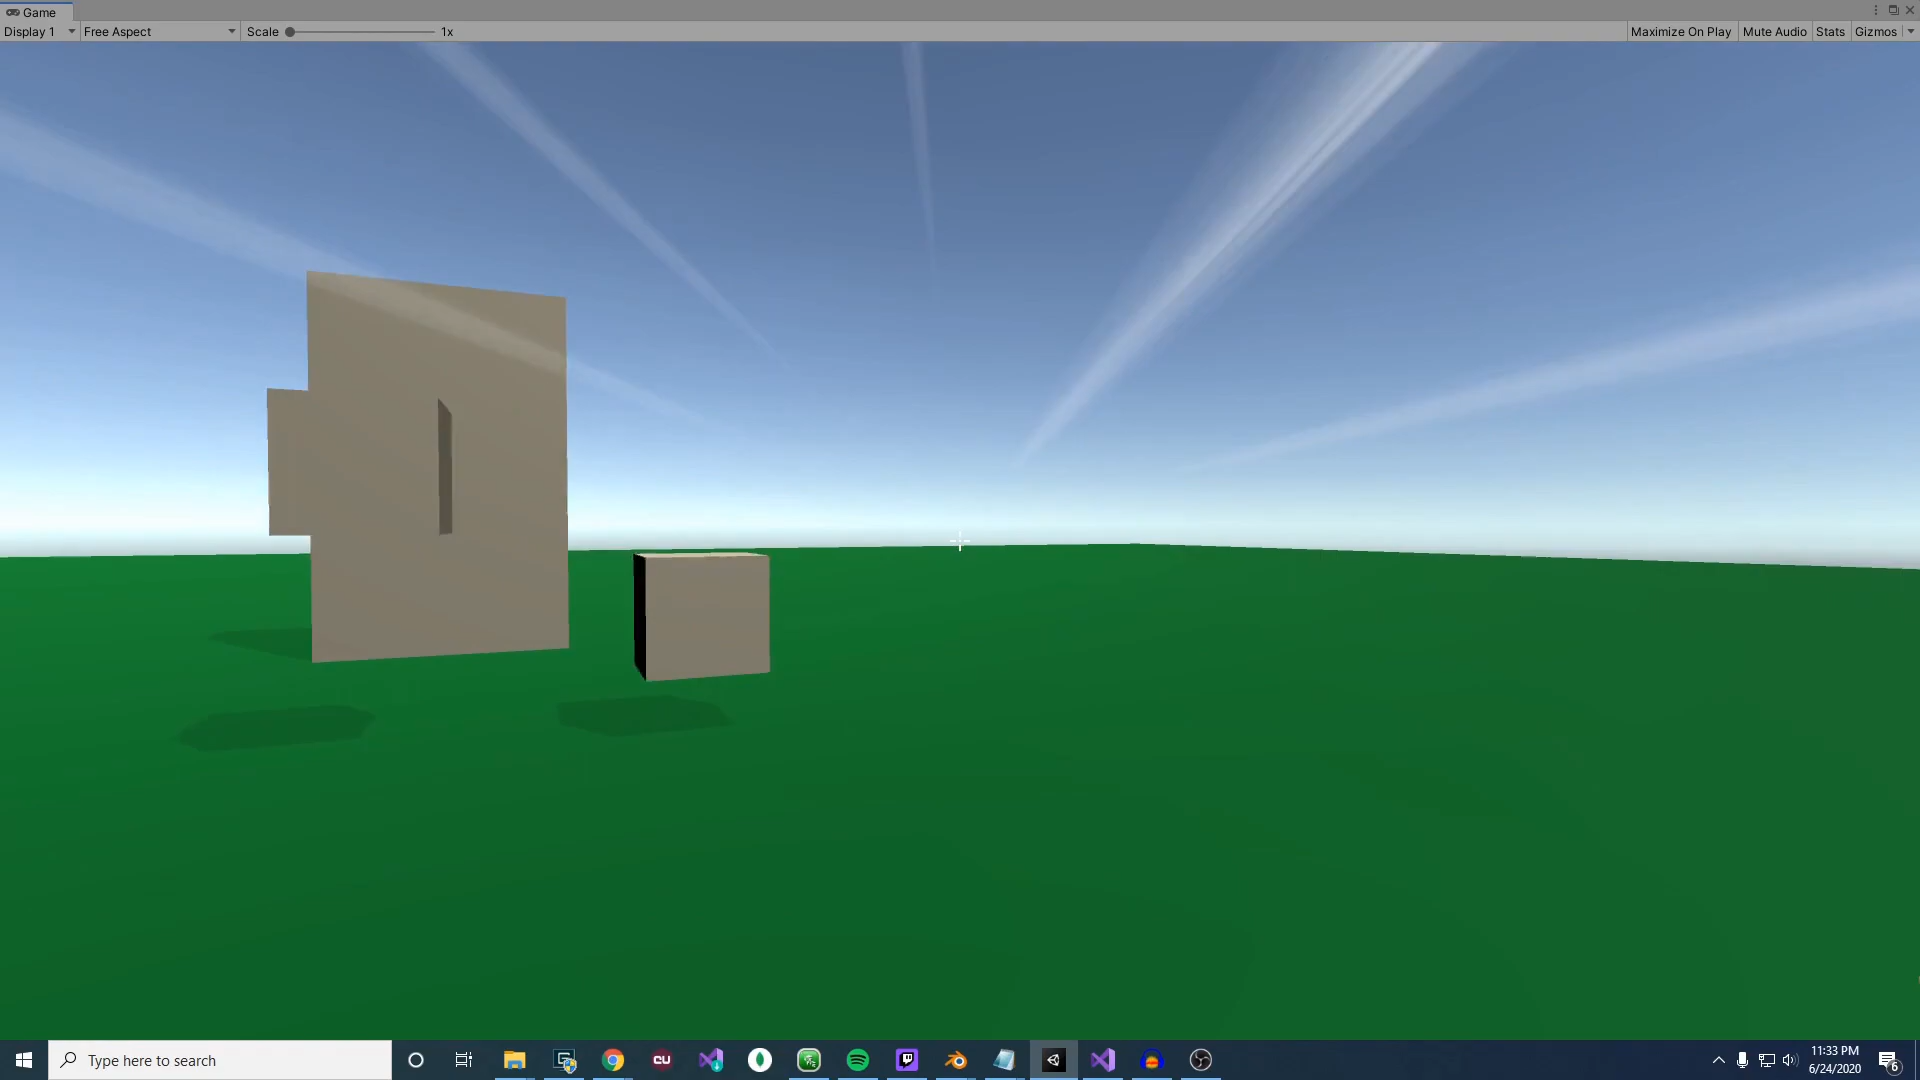 Game
Display 1 Free Aspect Scale 1x Maximize On Play Mute Audio Stats Gizmos
Type here to search
CU
11:33 PM
6/24/2020
6